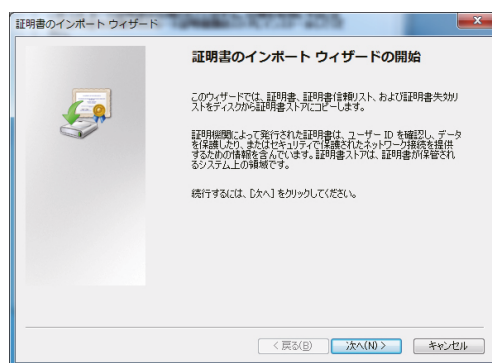 証明書のインポート ウィザード
証明書のインポート ウィザードの開始
このウィザードでは、証明書、証明書信頼リスト、および証明書失効リ
ストをディスクから証明書ストアにコピーします。
証明機関によって発行された証明書は、ユーザー ID を確認し、データ
を保護したり、またはセキュリティで保護されたネットワーク接続を提供
するための情報を含んでいます。証明書ストアは、証明書が保管され
るシステム上の領域です。
続行するには、[次へ] をクリックしてください。
< 戻る(B) 次へ(N) > キャンセル